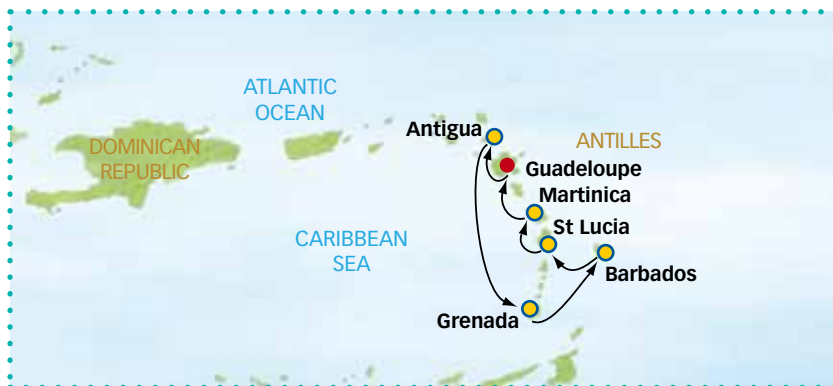 ATLANTIC
OCEAN
Antigua
ANTILLES
DOMINICAN
REPUBLIC
Guadeloupe
Martinica
St Lucia
CARIBBEAN
SEA
Barbados
Grenada